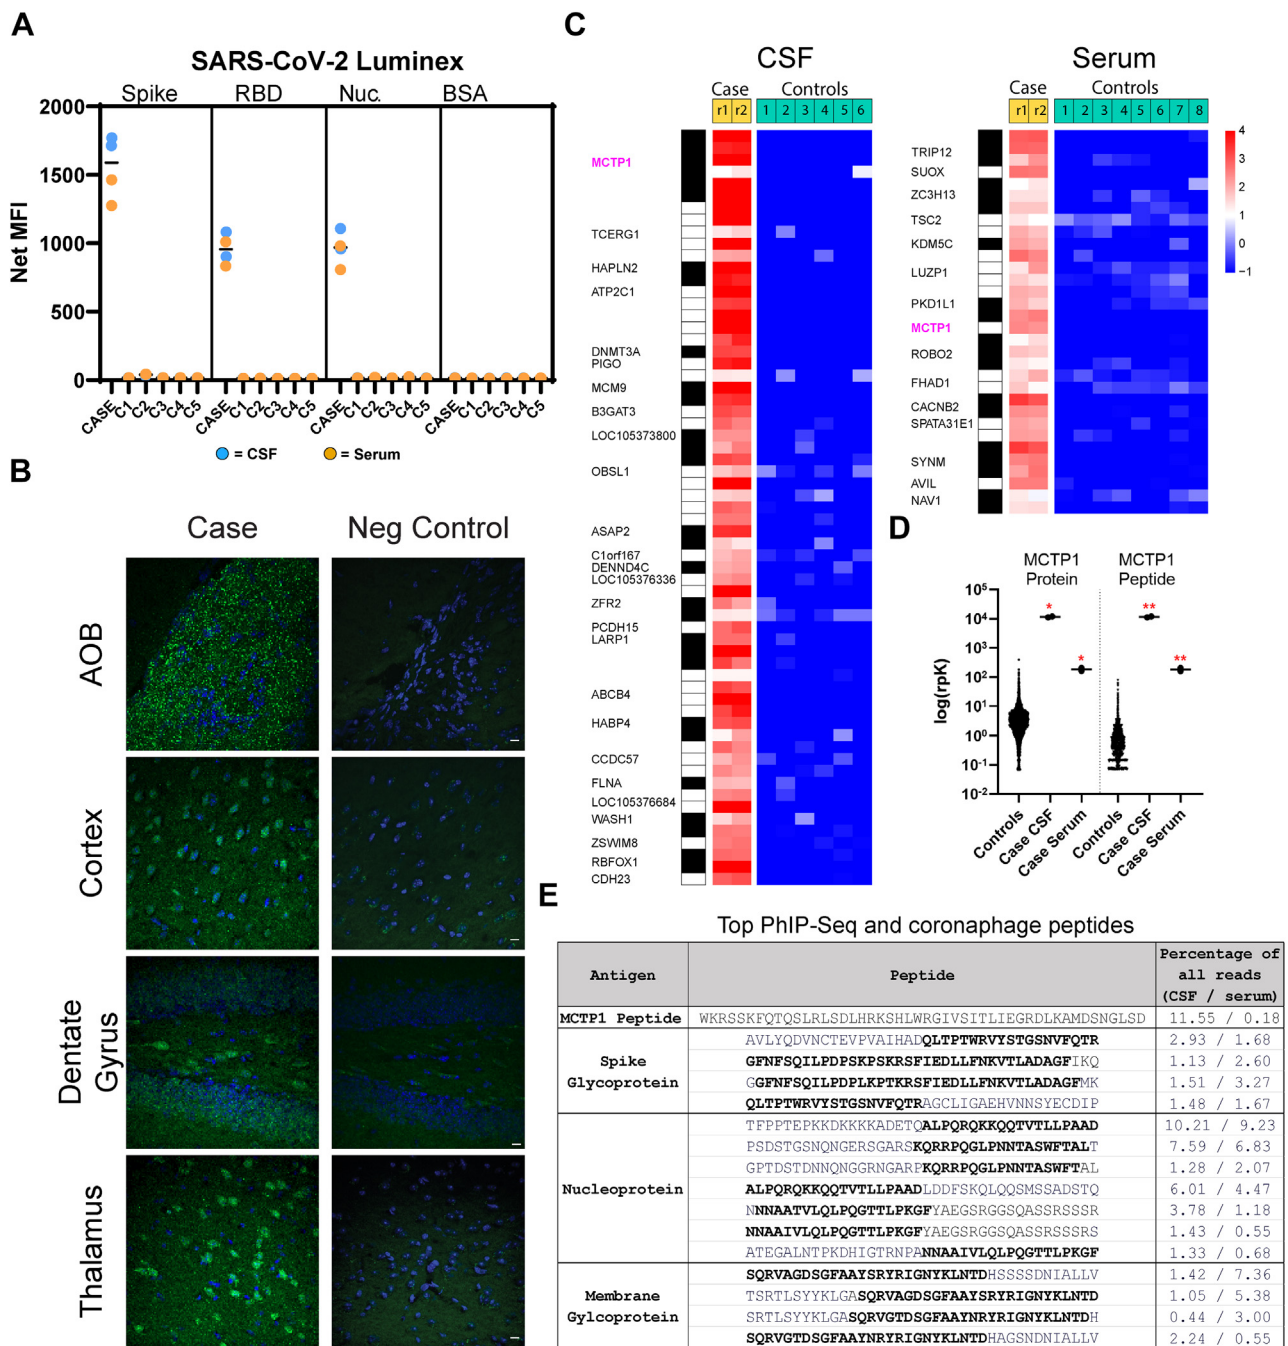 A
SARS-CoV-2 Luminex
Spike RBD Nuc. BSA
Net MFI
2000
1500
1000
500
0
CASE C1 C2 C3 C4 C5 CASE C1 C2 C3 C4 C5 CASE C1 C2 C3 C4 C5 CASE C1 C2 C3 C4 C5
= CSF = Serum
B
Case Neg Control
AOB
Cortex
Dentate
Gyrus
Thalamus
C
CSF
Case Controls
r1 r2 1 2 3 4 5 6
MCTP1
TCERG1
HAPLN2
ATP2C1
DNMT3A
PIGO
MCM9
B3GAT3
LOC105373800
OBSL1
ASAP2
C1orf167
DENND4C
LOC105376336
ZFR2
PCDH15
LARP1
ABCB4
HABP4
CCDC57
FLNA
LOC105376684
WASH1
ZSWIM8
RBFOX1
CDH23
Serum
Case Controls
r1 r2 1 2 3 4 5 6 7 8
TRIP12
SUOX
ZC3H13
TSC2
KDM5C
LUZP1
PKD1L1
MCTP1
ROBO2
FHAD1
CACNB2
SPATA31E1
SYNM
AVIL
NAV1
4
3
2
1
0
−1
D
MCTP1 MCTP1
Protein Peptide
log(rpK)
10⁵
10⁴
10³
10²
10¹
10⁰
10⁻¹
10⁻²
* * ** **
Controls Case CSF Case Serum Controls Case CSF Case Serum
E
Top PhIP-Seq and coronaphage peptides
Antigen Peptide Percentage of
all reads
(CSF / serum)
MCTP1 Peptide WKRSSKFQTQSLRLSDLHRKSHLWRGIVSITLIEGRDLKAMDSNGLSD 11.55 / 0.18
Spike
Glycoprotein
AVLYQDVNCTEVPVAIHADQLTPTWRVYSTGSNVFQTR 2.93 / 1.68
GFNFSQILPDPSKPSKRSFIEDLLFNKVTLADAGFIKQ 1.13 / 2.60
GGFNFSQILPDPLKPTKRSFIEDLLFNKVTLADAGFMK 1.51 / 3.27
QLTPTWRVYSTGSNVFQTRAGCLIGAEHVNNSYECDIP 1.48 / 1.67
Nucleoprotein
TFPPTEPKKDKKKKADETQALPQRQKKQQTVTLLPAAD 10.21 / 9.23
PSDSTGSNQNGERSGARSKQRRPQGLPNNTASWFTALT 7.59 / 6.83
GPTDSTDNNQNGGRNGARPKQRRPQGLPNNTASWFTAL 1.28 / 2.07
ALPQRQKKQQTVTLLPAADLDDFSKQLQQSMSSADSTQ 6.01 / 4.47
NNNAATVLQLPQGTTLPKGFYAEGSRGGSQASSRSSSR 3.78 / 1.18
NNAAIVLQLPQGTTLPKGFYAEGSRGGSQASSRSSSRS 1.43 / 0.55
ATEGALNTPKDHIGTRNPANNAAIVLQLPQGTTLPKGF 1.33 / 0.68
Membrane
Gylcoprotein
SQRVAGDSGFAAYSRYRIGNYKLNTDHSSSSDNIALLV 1.42 / 7.36
TSRTLSYYKLGASQRVAGDSGFAAYSRYRIGNYKLNTD 1.05 / 5.38
SRTLSYYKLGASQRVGTDSGFAAYNRYRIGNYKLNTDH 0.44 / 3.00
SQRVGTDSGFAAYNRYRIGNYKLNTDHAGSNDNIALLV 2.24 / 0.55